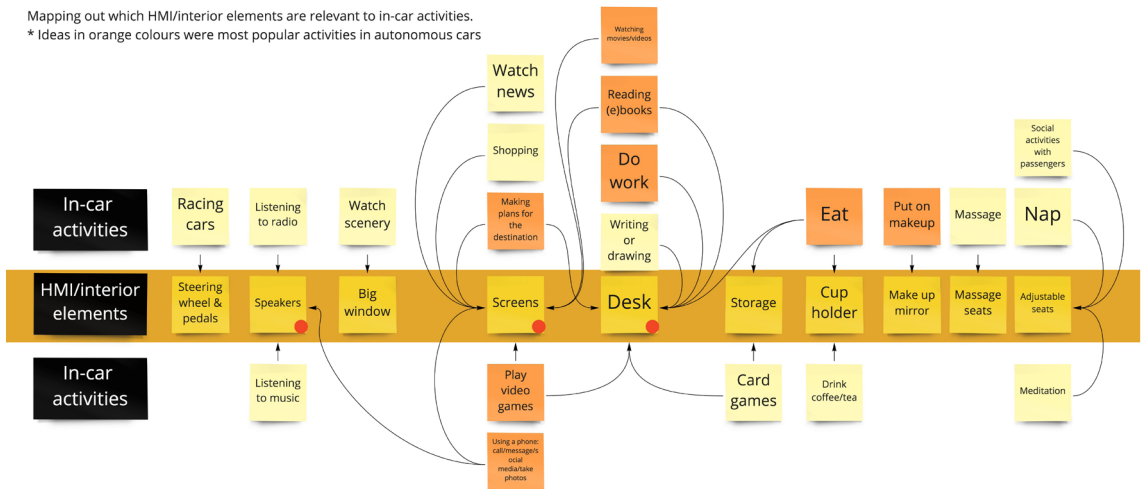 Mapping out which HMI/interior elements are relevant to in-car activities.
* Ideas in orange colours were most popular activities in autonomous cars
Watching
movies/videos
Watch
news
Reading
(e)books
Shopping
Do
work
Social
activities
with
passengers
In-car
activities
Racing
cars
Listening
to radio
Watch
scenery
Making
plans for
the
destination
Writing
or
drawing
Eat
Put on
makeup
Massage
Nap
HMI/interior
elements
Steering
wheel &
pedals
Speakers
Big
window
Screens
Desk
Storage
Cup
holder
Make up
mirror
Massage
seats
Adjustable
seats
In-car
activities
Listening
to music
Play
video
games
Card
games
Drink
coffee/tea
Meditation
Using a phone:
call/message/s
ocial
media/take
photos